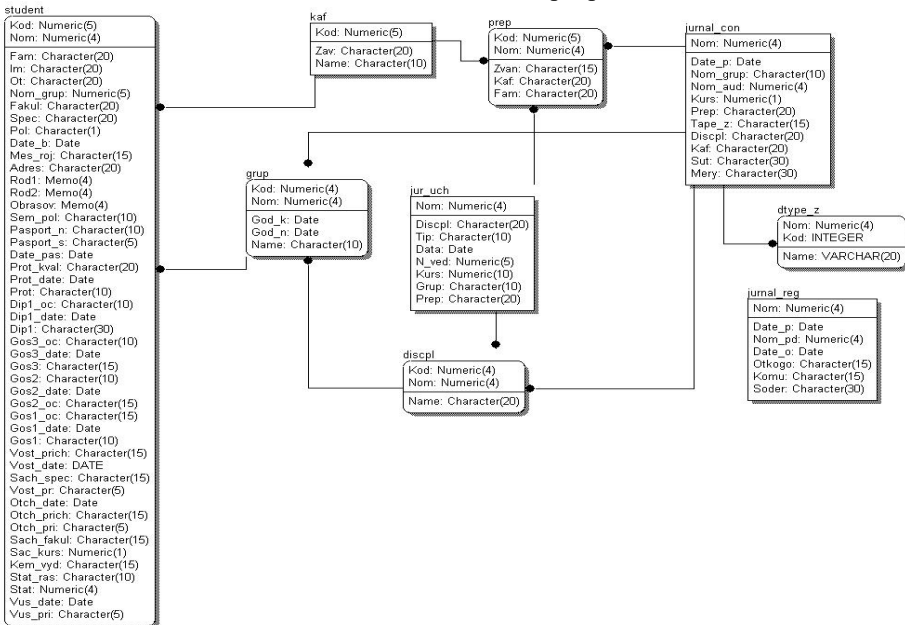 student
Kod: Numeric(5)
Nom: Numeric(4)
Fam: Character(20)
Im: Character(20)
Ot: Character(20)
Nom_grup: Numeric(5)
Fakul: Character(20)
Spec: Character(20)
Pol: Character(1)
Date_b: Date
Mes_roj: Character(15)
Adres: Character(20)
Rod1: Memo(4)
Rod2: Memo(4)
Obrasov: Memo(4)
Sem_pol: Character(10)
Pasport_n: Character(10)
Pasport_s: Character(5)
Date_pas: Date
Prot_kval: Character(20)
Prot_date: Date
Prot: Character(10)
Dip1_oc: Character(10)
Dip1_date: Date
Dip1: Character(30)
Gos3_oc: Character(10)
Gos3_date: Date
Gos3: Character(15)
Gos2: Character(10)
Gos2_date: Date
Gos2_oc: Character(15)
Gos1_oc: Character(15)
Gos1_date: Date
Gos1: Character(10)
Vost_prich: Character(15)
Vost_date: DATE
Sach_spec: Character(15)
Vost_pr: Character(5)
Otch_date: Date
Otch_prich: Character(15)
Otch_pri: Character(5)
Sach_fakul: Character(15)
Sac_kurs: Numeric(1)
Kem_vyd: Character(15)
Stat_ras: Character(10)
Stat: Numeric(4)
Vus_date: Date
Vus_pri: Character(5)
kaf
Kod: Numeric(5)
Zav: Character(20)
Name: Character(10)
prep
Kod: Numeric(5)
Nom: Numeric(4)
Zvan: Character(15)
Kaf: Character(20)
Fam: Character(20)
jurnal_con
Nom: Numeric(4)
Date_p: Date
Nom_grup: Character(10)
Nom_aud: Numeric(4)
Kurs: Numeric(1)
Prep: Character(20)
Tape_z: Character(15)
Discpl: Character(20)
Kaf: Character(20)
Sut: Character(30)
Mery: Character(30)
grup
Kod: Numeric(4)
Nom: Numeric(4)
God_k: Date
God_n: Date
Name: Character(10)
jur_uch
Nom: Numeric(4)
Discpl: Character(20)
Tip: Character(10)
Data: Date
N_ved: Numeric(5)
Kurs: Numeric(10)
Grup: Character(10)
Prep: Character(20)
dtype_z
Nom: Numeric(4)
Kod: INTEGER
Name: VARCHAR(20)
jurnal_reg
Nom: Numeric(4)
Date_p: Date
Nom_pd: Numeric(4)
Date_o: Date
Otkogo: Character(15)
Komu: Character(15)
Soder: Character(30)
discpl
Kod: Numeric(4)
Nom: Numeric(4)
Name: Character(20)